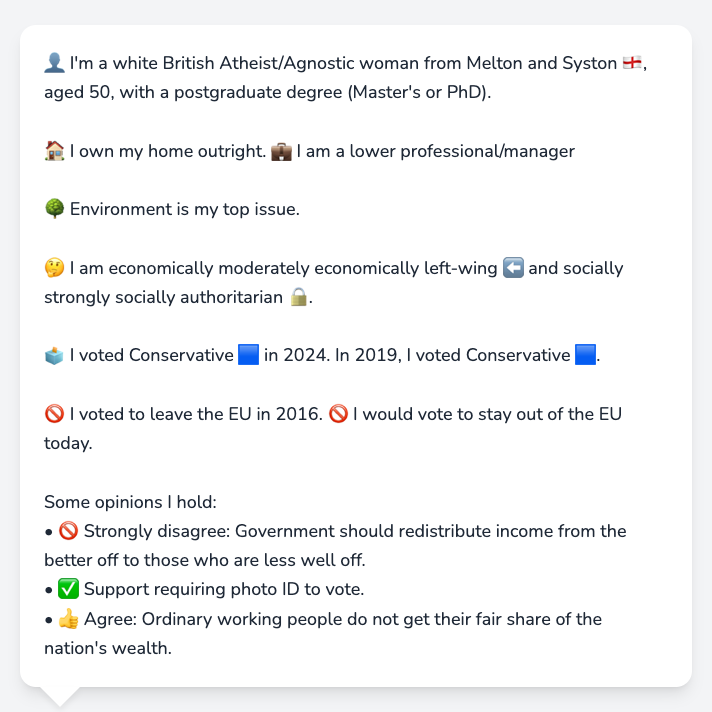 👤 I'm a white British Atheist/Agnostic woman from Melton and Syston 🏴󠁧󠁢󠁥󠁮󠁧󠁿,
aged 50, with a postgraduate degree (Master's or PhD).
🏠 I own my home outright. 💼 I am a lower professional/manager
🌳 Environment is my top issue.
🤔 I am economically moderately economically left-wing ⬅️ and socially
strongly socially authoritarian 🔒.
🗳️ I voted Conservative 🟦 in 2024. In 2019, I voted Conservative 🟦.
🚫 I voted to leave the EU in 2016. 🚫 I would vote to stay out of the EU
today.
Some opinions I hold:
• 🚫 Strongly disagree: Government should redistribute income from the
better off to those who are less well off.
• ✅ Support requiring photo ID to vote.
• 👍 Agree: Ordinary working people do not get their fair share of the
nation's wealth.